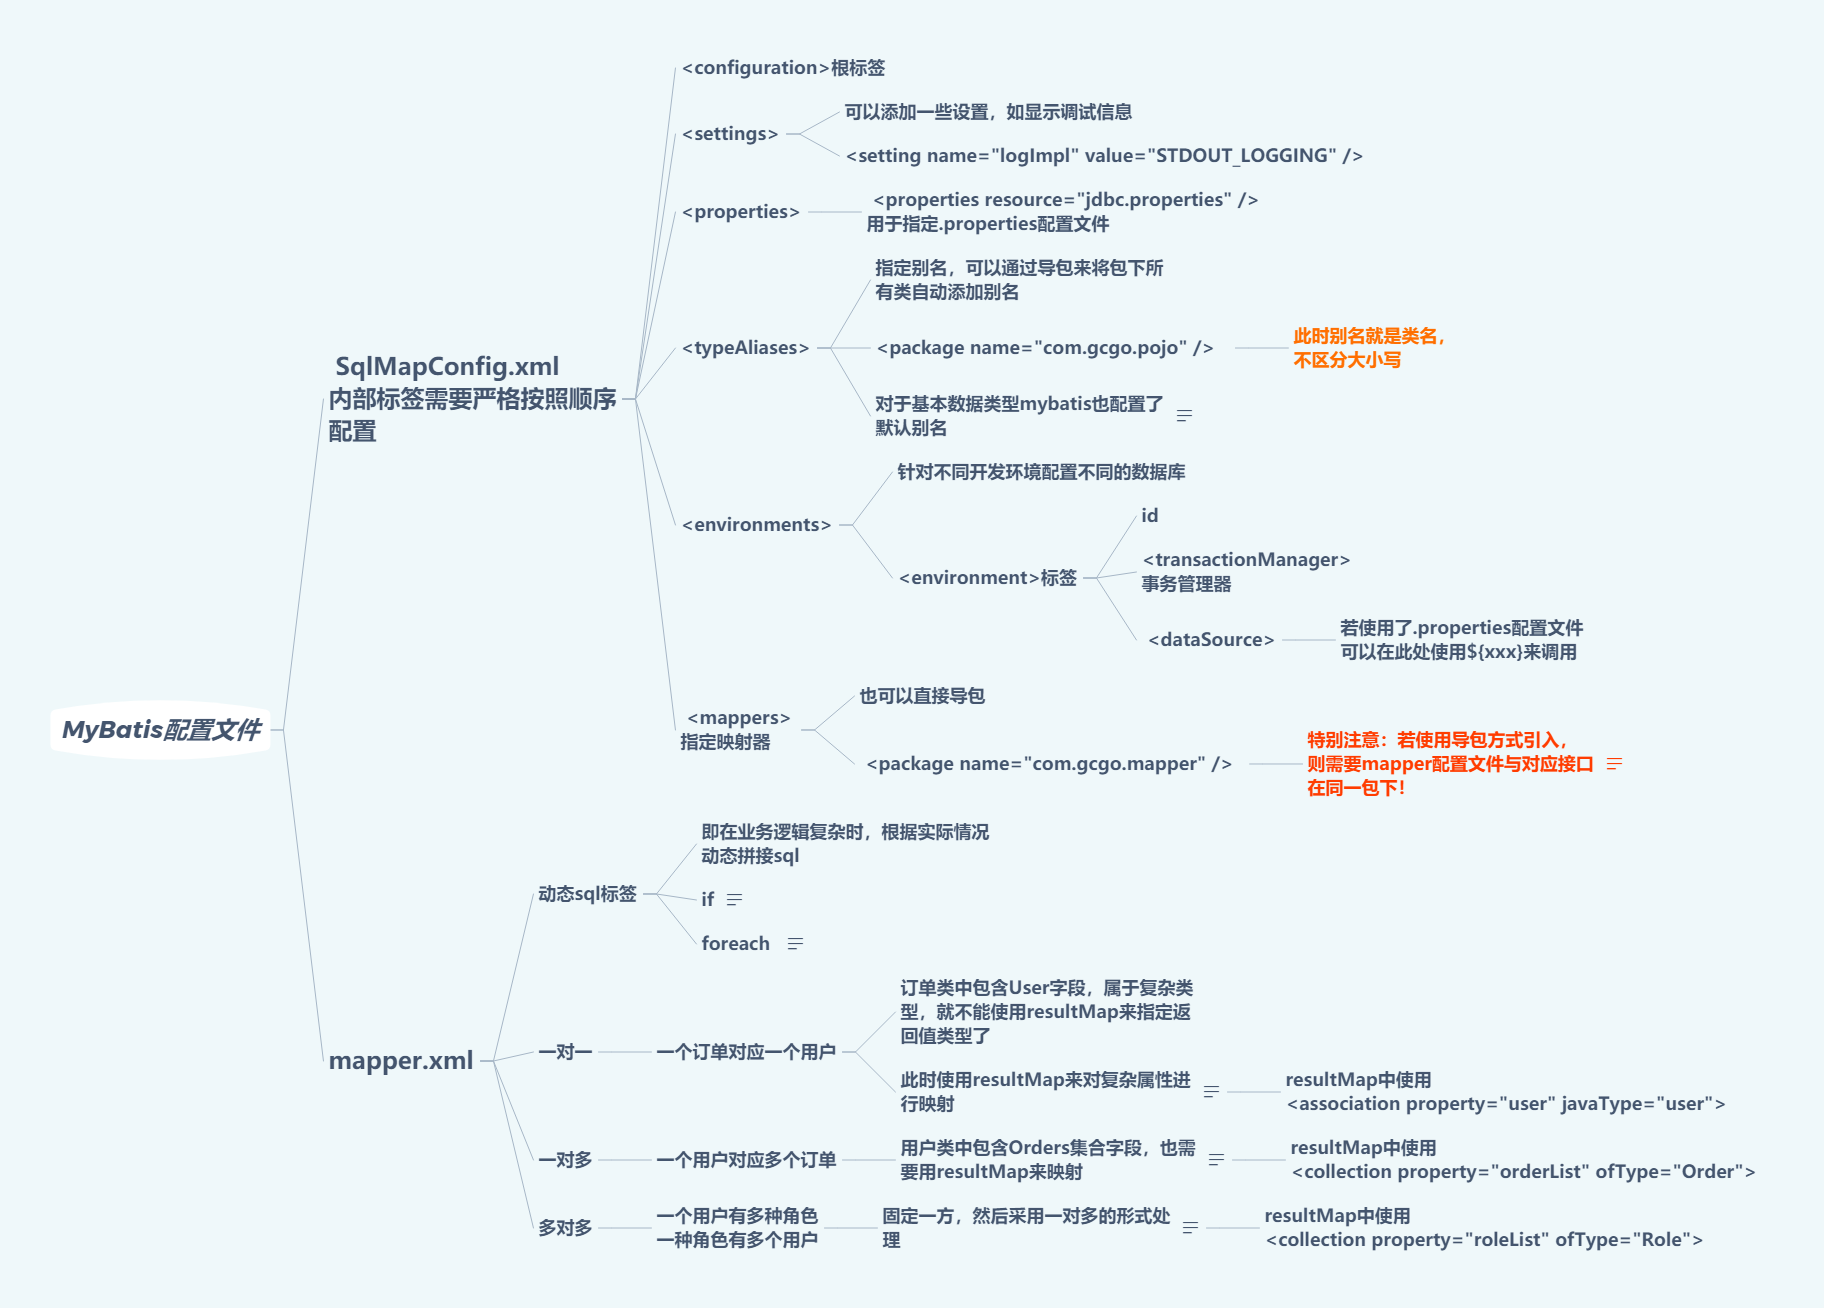 MyBatis配置文件
SqlMapConfig.xml
内部标签需要严格按照顺序
配置
<configuration>根标签
<settings>
可以添加一些设置，如显示调试信息
<setting name="logImpl" value="STDOUT_LOGGING" />
<properties>
<properties resource="jdbc.properties" />
用于指定.properties配置文件
<typeAliases>
指定别名，可以通过导包来将包下所
有类自动添加别名
<package name="com.gcgo.pojo" />
此时别名就是类名，
不区分大小写
对于基本数据类型mybatis也配置了
默认别名
<environments>
针对不同开发环境配置不同的数据库
<environment>标签
id
<transactionManager>
事务管理器
<dataSource>
若使用了.properties配置文件
可以在此处使用${xxx}来调用
<mappers>
指定映射器
也可以直接导包
<package name="com.gcgo.mapper" />
特别注意：若使用导包方式引入，
则需要mapper配置文件与对应接口
在同一包下！
mapper.xml
动态sql标签
即在业务逻辑复杂时，根据实际情况
动态拼接sql
if
foreach
一对一
一个订单对应一个用户
订单类中包含User字段，属于复杂类
型，就不能使用resultMap来指定返
回值类型了
此时使用resultMap来对复杂属性进
行映射
resultMap中使用
<association property="user" javaType="user">
一对多
一个用户对应多个订单
用户类中包含Orders集合字段，也需
要用resultMap来映射
resultMap中使用
<collection property="orderList" ofType="Order">
多对多
一个用户有多种角色
一种角色有多个用户
固定一方，然后采用一对多的形式处
理
resultMap中使用
<collection property="roleList" ofType="Role">